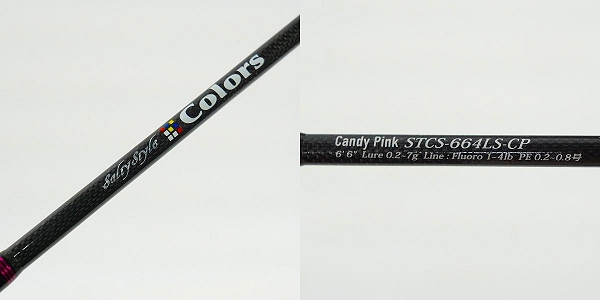 Salty Style Colors
Candy Pink STCS-664LS-CP
6'6" Lure 0.2-7g Line : Fluoro 1-4lb PE 0.2-0.8号